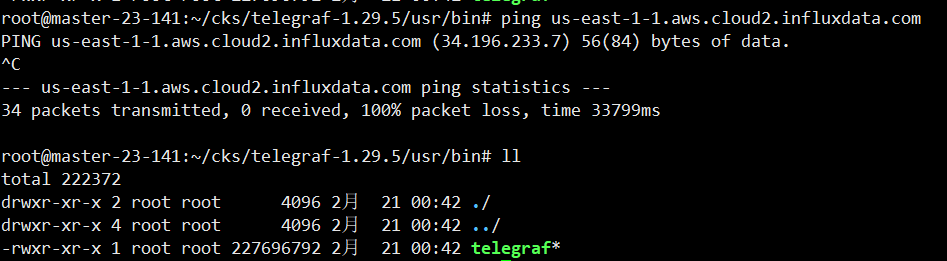 root@master-23-141:~/cks/telegraf-1.29.5/usr/bin# ping us-east-1-1.aws.cloud2.influxdata.com
PING us-east-1-1.aws.cloud2.influxdata.com (34.196.233.7) 56(84) bytes of data.
^C
--- us-east-1-1.aws.cloud2.influxdata.com ping statistics ---
34 packets transmitted, 0 received, 100% packet loss, time 33799ms
root@master-23-141:~/cks/telegraf-1.29.5/usr/bin# ll
total 222372
drwxr-xr-x 2 root root      4096 2月  21 00:42 ./
drwxr-xr-x 4 root root      4096 2月  21 00:42 ../
-rwxr-xr-x 1 root root 227696792 2月  21 00:42 telegraf*